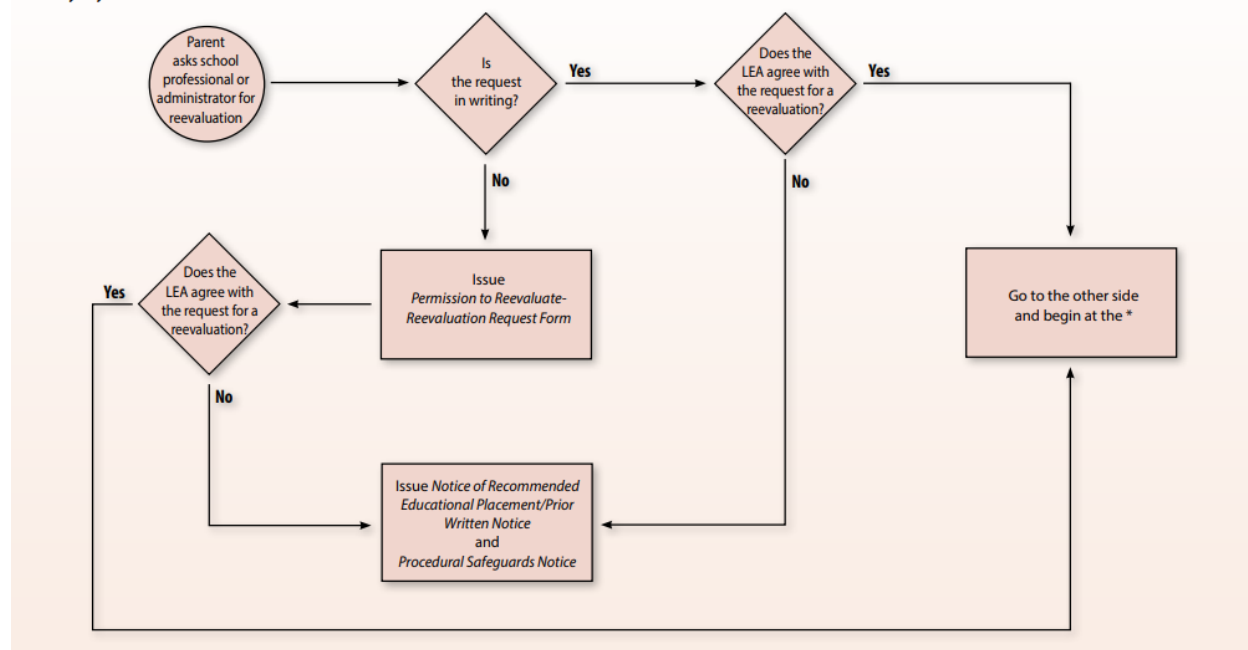 Parent
asks school
professional or
administrator for
reevaluation
Is
the request
in writing?
Yes
Does the
LEA agree with
the request for a
reevaluation?
Yes
No
No
Does the
LEA agree with
the request for a
reevaluation?
Yes
Issue
Permission to Reevaluate-
Reevaluation Request Form
Go to the other side
and begin at the *
No
Issue Notice of Recommended
Educational Placement/Prior
Written Notice
and
Procedural Safeguards Notice